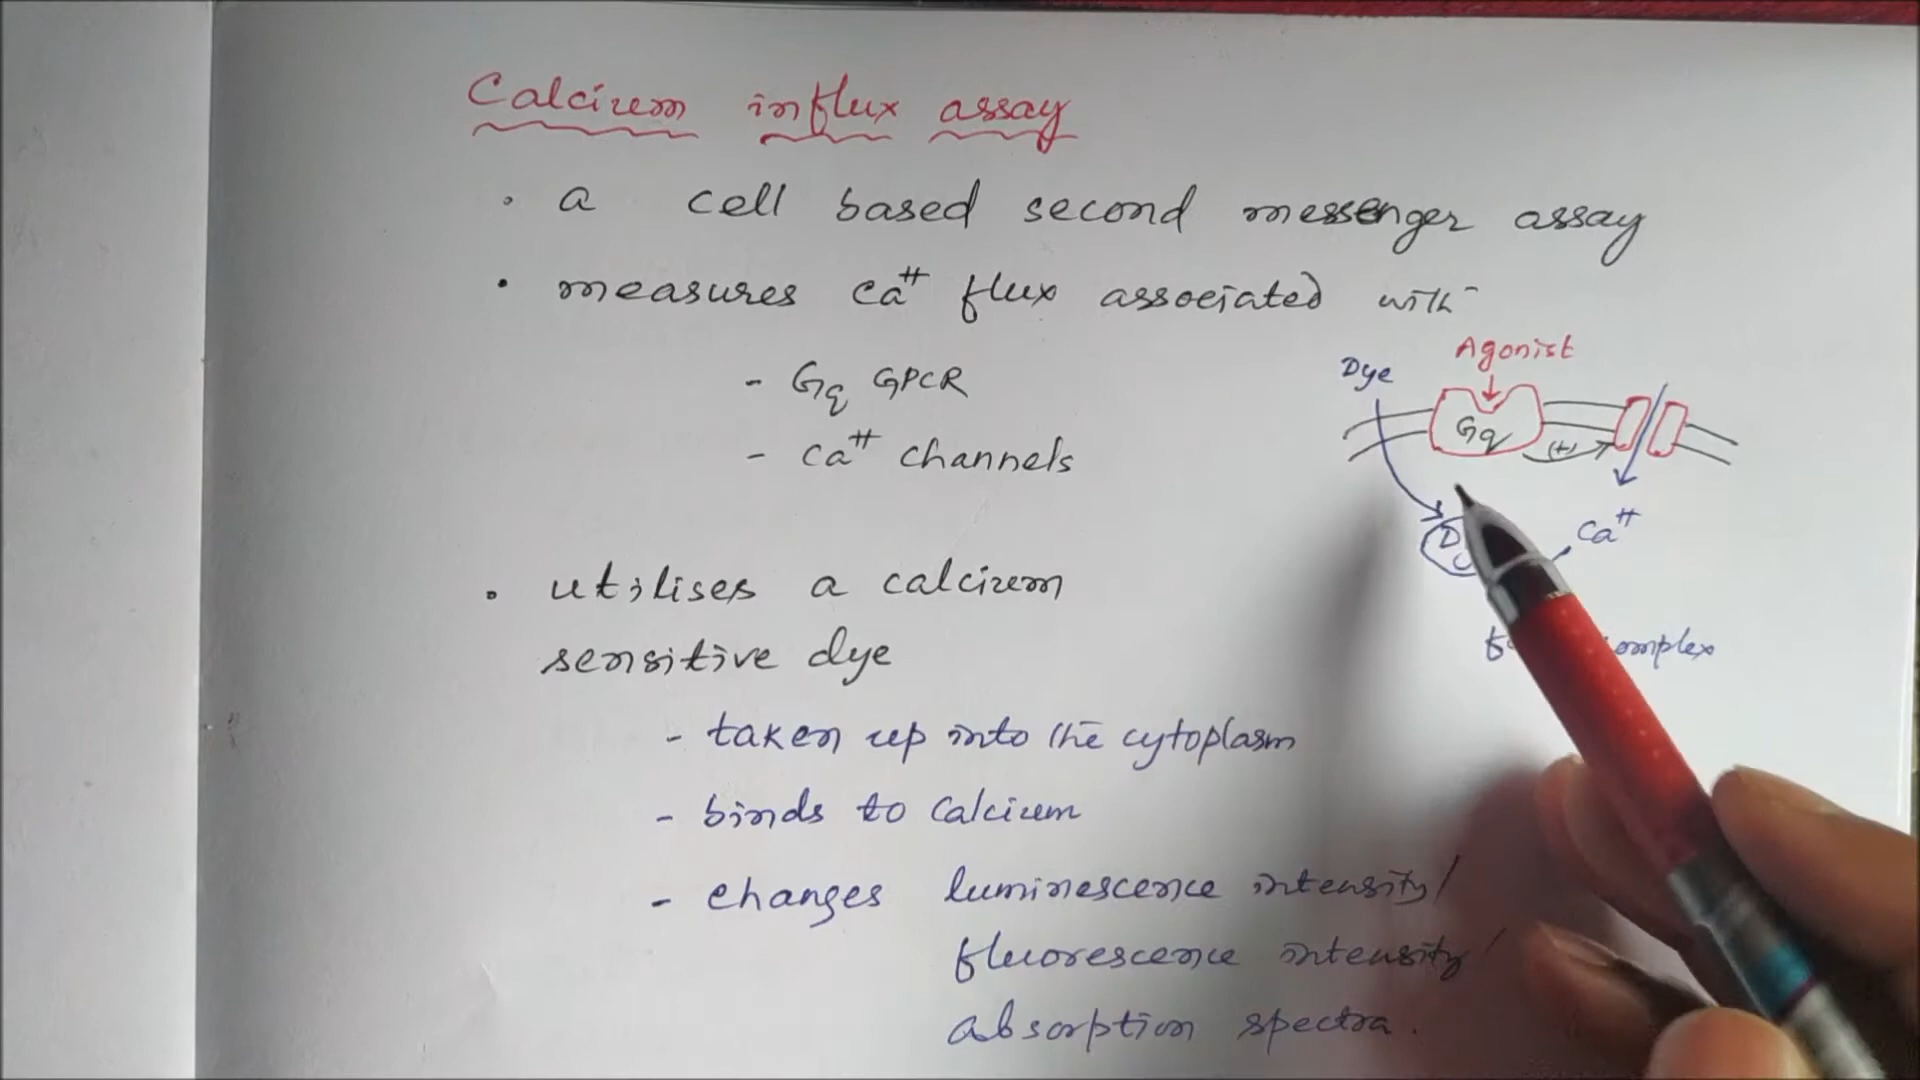 Calcium influx assay
• a cell based second messenger assay
• measures Ca⁺⁺ flux associated with
- Gq GPCR
- Ca⁺⁺ channels
Agonist
Dye
Gq
(+)
Ca⁺⁺
• utilises a calcium
sensitive dye
- taken up into the cytoplasm
- binds to calcium
- changes luminescence intensity/
fluorescence intensity/
absorption spectra.